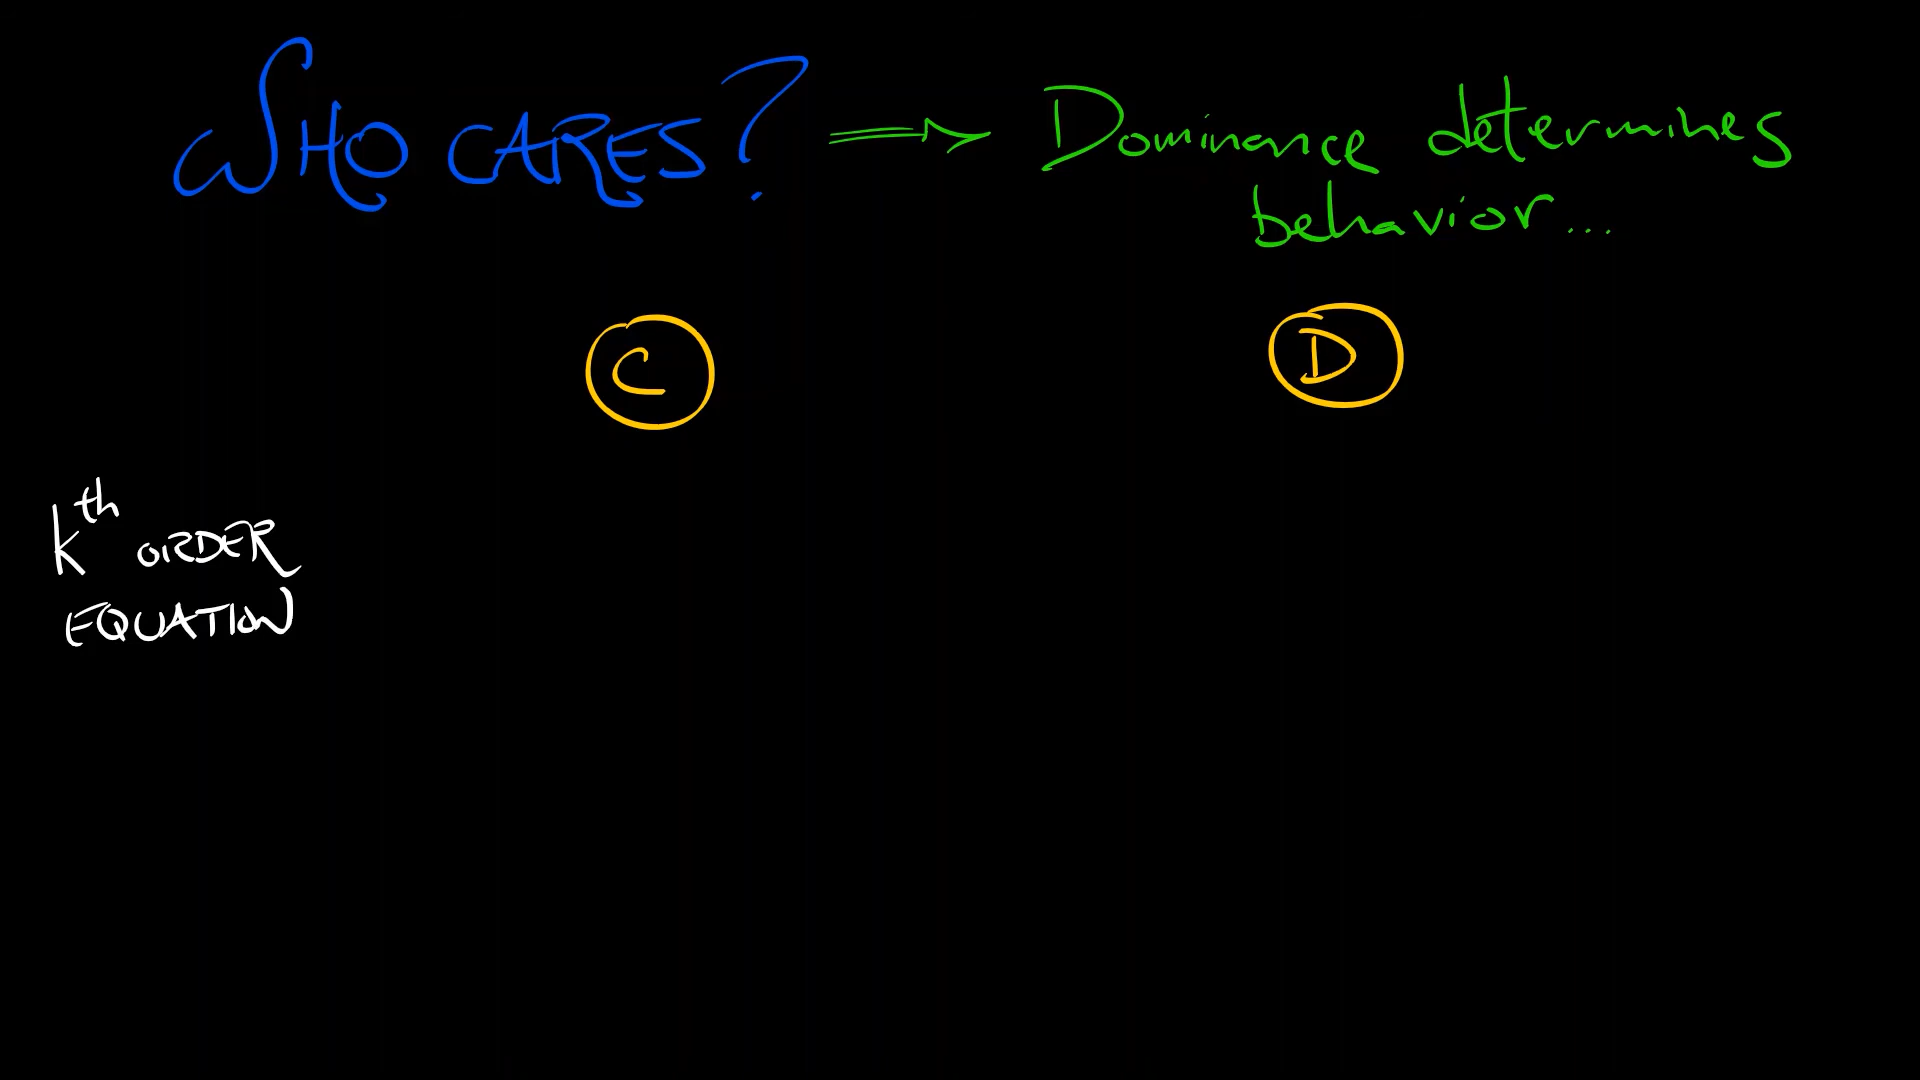 WHO CARES? ⟹ Dominance determines
behavior...
C D
kth ORDER
EQUATION